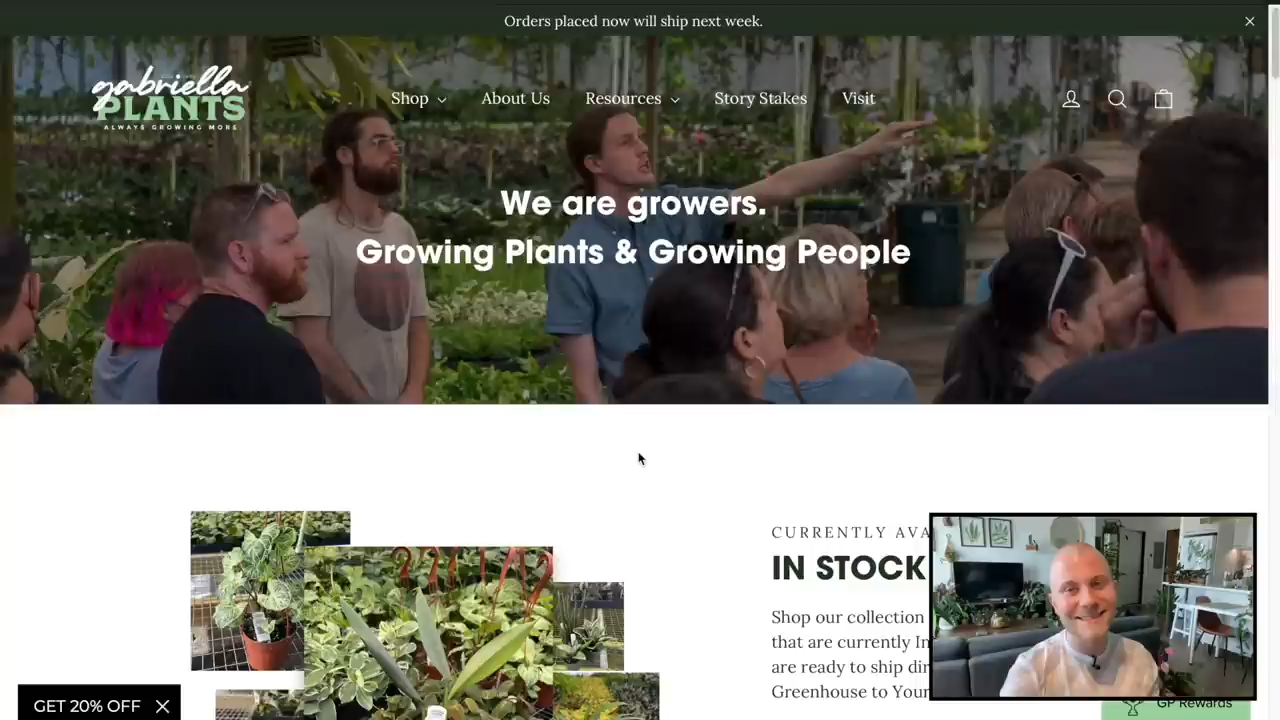 Orders placed now will ship next week.
gabriella
PLANTS
ALWAYS GROWING MORE
Shop
About Us
Resources
Story Stakes
Visit
We are growers.
Growing Plants & Growing People
CURRENTLY AVA
IN STOCK
Shop our collection
that are currently In
are ready to ship dir
Greenhouse to Your
GET 20% OFF
GP Rewards